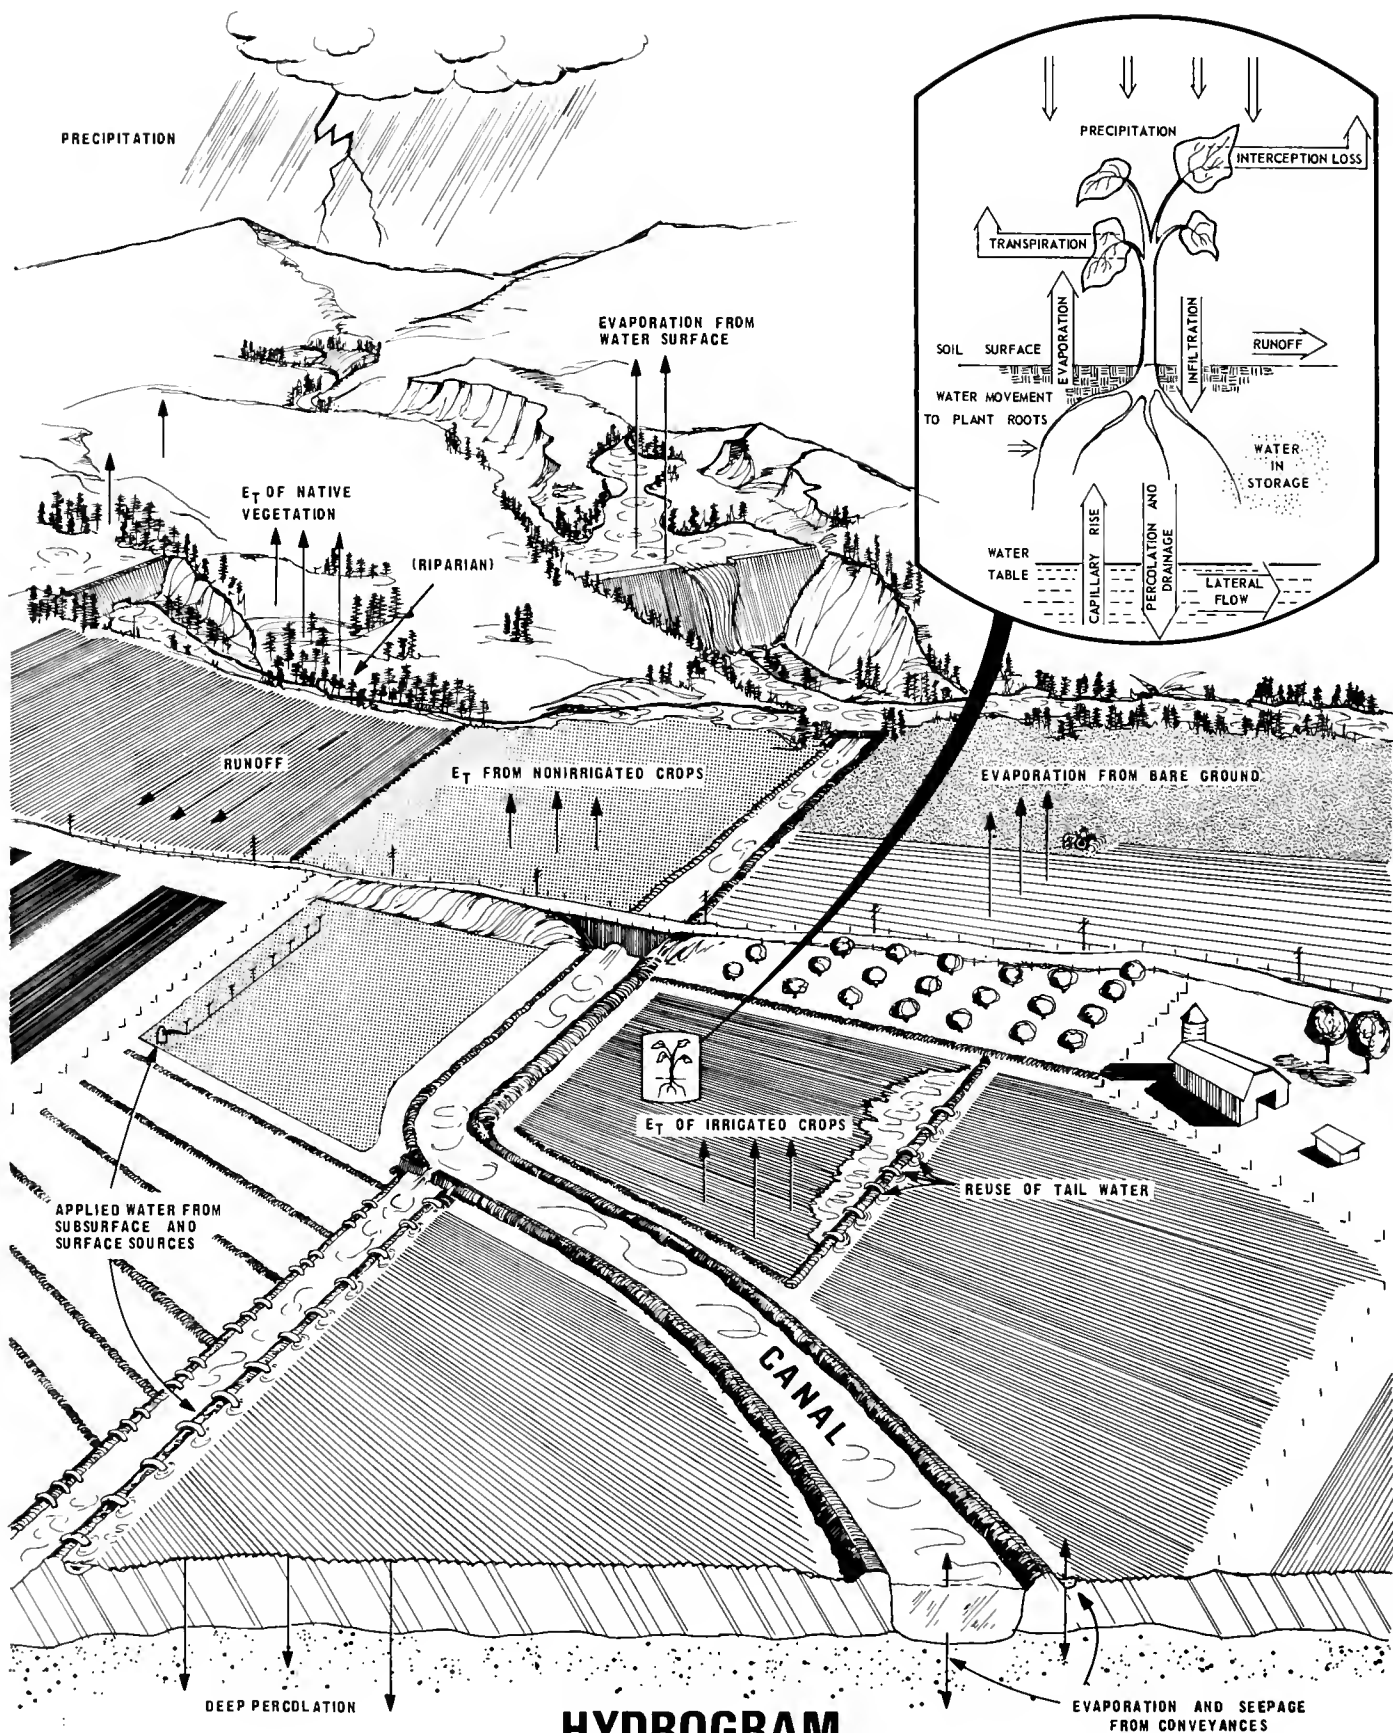 PRECIPITATION
PRECIPITATION
INTERCEPTION LOSS
TRANSPIRATION
EVAPORATION
INFILTRATION
SOIL SURFACE
RUNOFF
WATER MOVEMENT
TO PLANT ROOTS
WATER
IN
STORAGE
CAPILLARY RISE
PERCOLATION AND
DRAINAGE
WATER
TABLE
LATERAL
FLOW
EVAPORATION FROM
WATER SURFACE
ET OF NATIVE
VEGETATION
(RIPARIAN)
RUNOFF
ET FROM NONIRRIGATED CROPS
EVAPORATION FROM BARE GROUND
ET OF IRRIGATED CROPS
REUSE OF TAIL WATER
APPLIED WATER FROM
SUBSURFACE AND
SURFACE SOURCES
CANAL
DEEP PERCOLATION
EVAPORATION AND SEEPAGE
FROM CONVEYANCES
HYDROGRAM